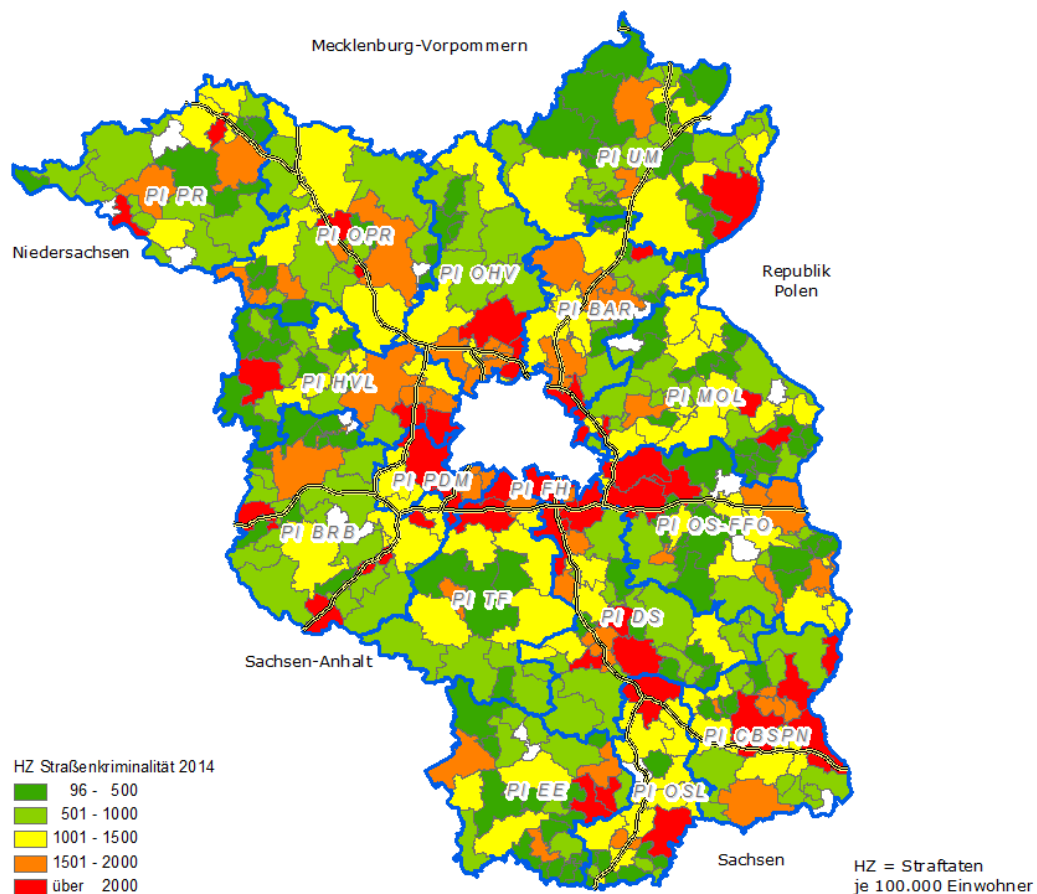 Mecklenburg-Vorpommern
PI UM
PI PR
PI OPR
Niedersachsen
PI OHV
Republik
Polen
PI BAR
PI HVL
PI MOL
PI PDM
PI FH
PI BRB
PI OS-FFO
PI TF
PI DS
Sachsen-Anhalt
PI CBSPN
PI EE
PI OSL
Sachsen
HZ Straßenkriminalität 2014
96 - 500
501 - 1000
1001 - 1500
1501 - 2000
über 2000
HZ = Straftaten
je 100.000 Einwohner